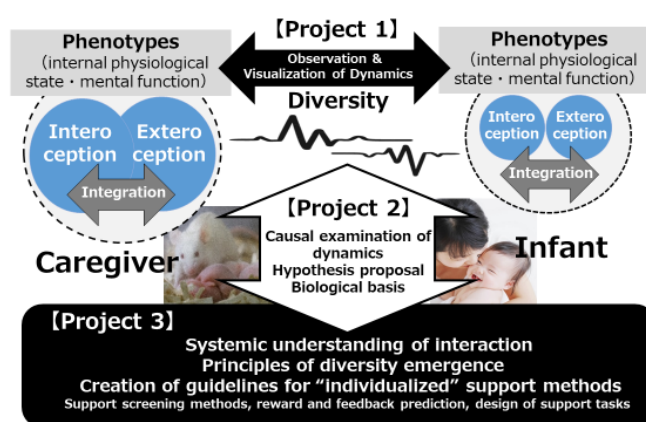 【Project 1】
Phenotypes
(internal physiological
state・mental function)
Observation &
Visualization of Dynamics
Phenotypes
(internal physiological
state・mental function)
Diversity
Intero
ception
Extero
ception
Integration
Intero
ception
Extero
ception
Integration
【Project 2】
Causal examination of
dynamics
Hypothesis proposal
Biological basis
Caregiver
Infant
【Project 3】
Systemic understanding of interaction
Principles of diversity emergence
Creation of guidelines for “individualized” support methods
Support screening methods, reward and feedback prediction, design of support tasks